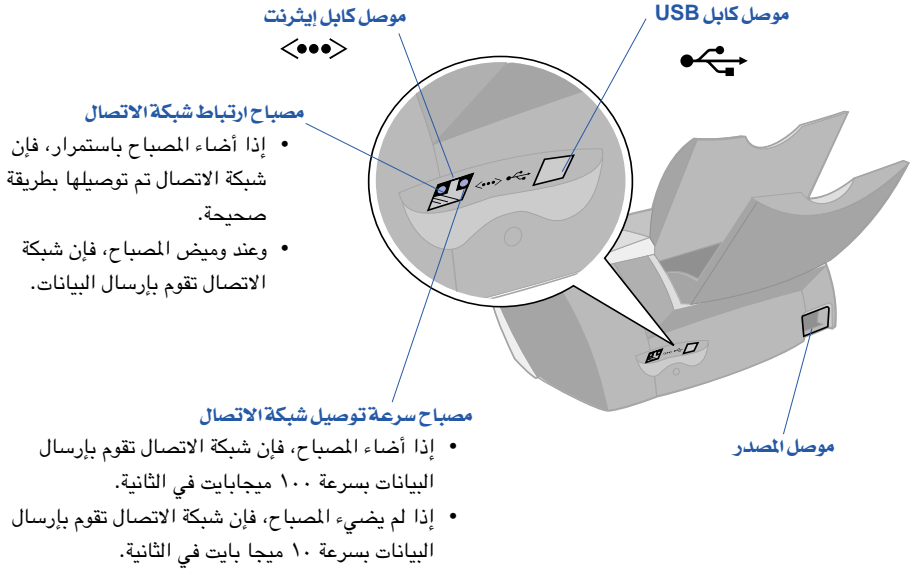 موصل كابل USB
موصل كابل إيثرنت
مصباح ارتباط شبكة الاتصال
• إذا أضاء المصباح باستمرار، فإن
شبكة الاتصال تم توصيلها بطريقة
صحيحة.
• وعند وميض المصباح، فإن شبكة
الاتصال تقوم بإرسال البيانات.
موصل المصدر
مصباح سرعة توصيل شبكة الاتصال
• إذا أضاء المصباح، فإن شبكة الاتصال تقوم بإرسال
البيانات بسرعة ١٠٠ ميجابايت في الثانية.
• إذا لم يضيء المصباح، فإن شبكة الاتصال تقوم بإرسال
البيانات بسرعة ١٠ ميجا بايت في الثانية.